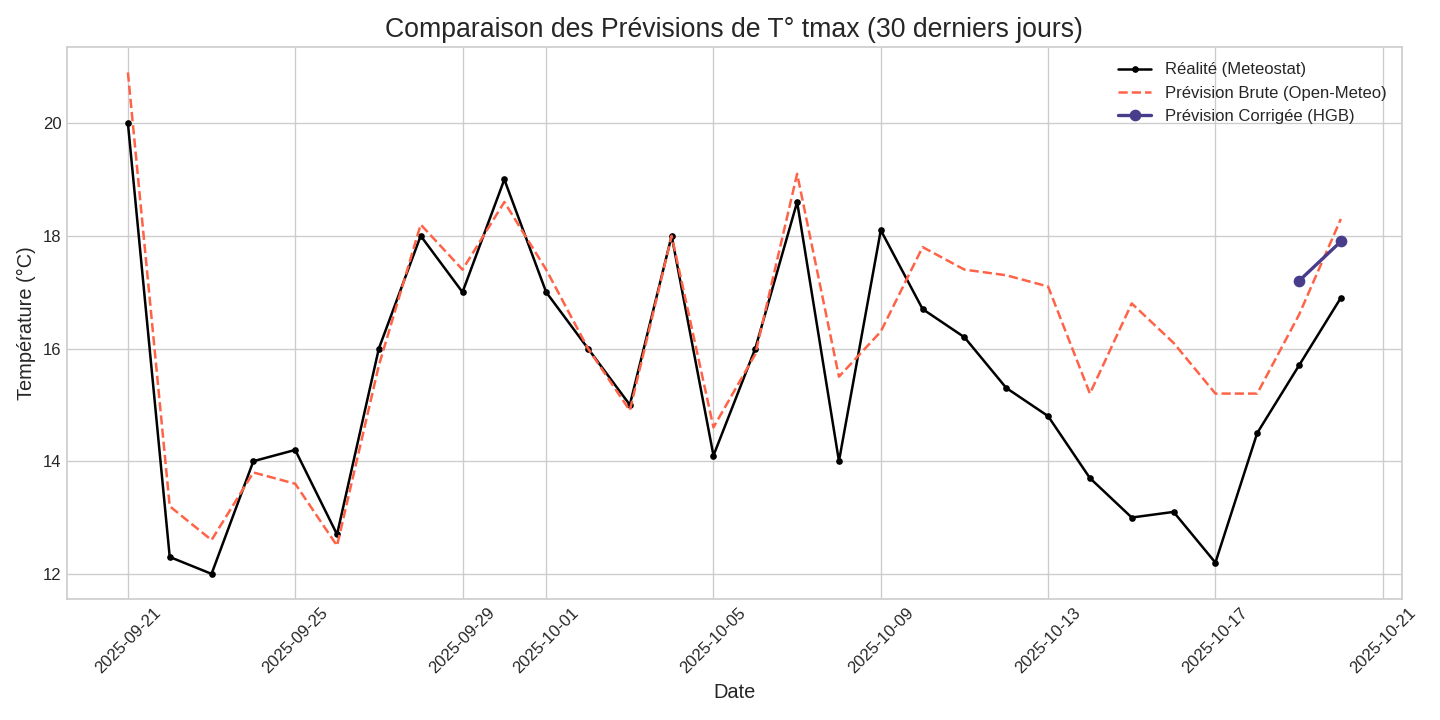 Comparaison des Prévisions de T° tmax (30 derniers jours)
Réalité (Meteostat)
Prévision Brute (Open-Meteo)
Prévision Corrigée (HGB)
Température (°C)
20
18
16
14
12
2025-09-21
2025-09-25
2025-09-29
2025-10-01
2025-10-05
2025-10-09
2025-10-13
2025-10-17
2025-10-21
Date